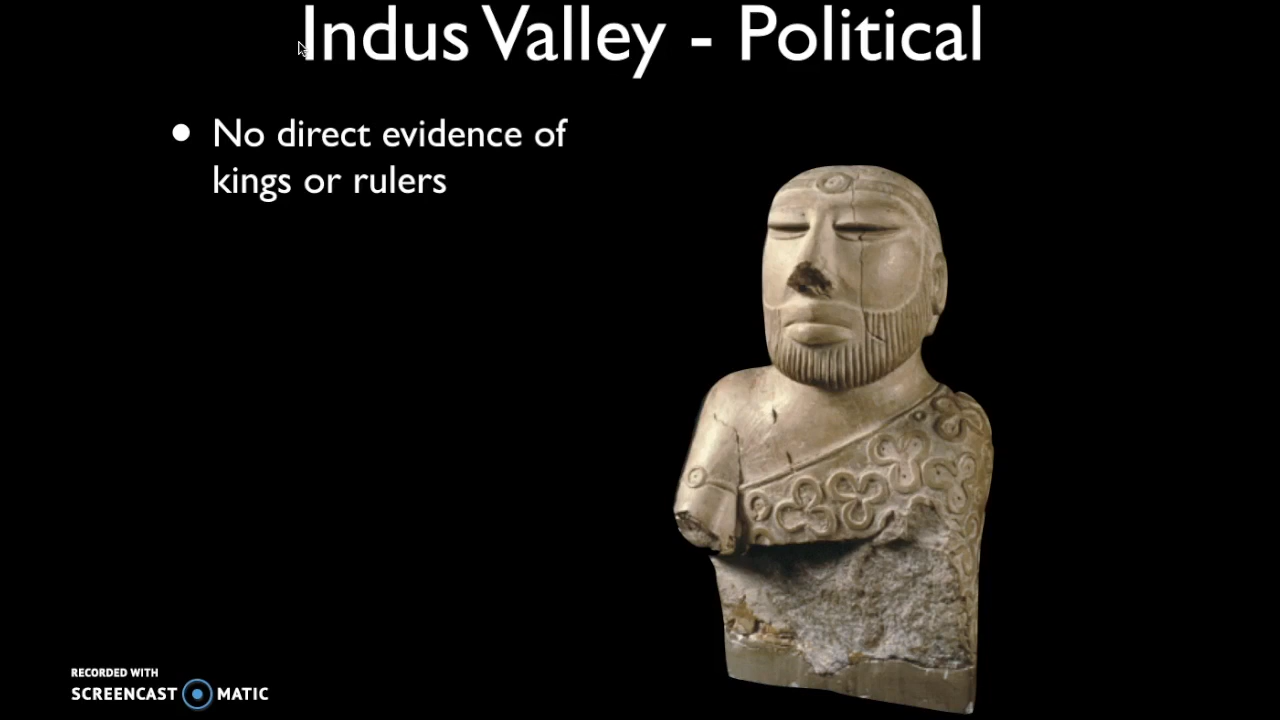 Indus Valley - Political
• No direct evidence of
kings or rulers
RECORDED WITH
SCREENCAST MATIC